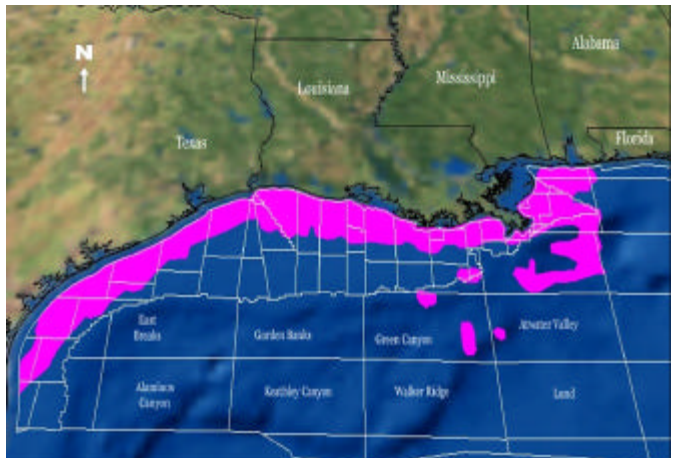 Alabama
N
Mississippi
Louisiana
Florida
Texas
East
Breaks
Garden Banks
Green Canyon
Atwater Valley
Alaminos
Canyon
Keathley Canyon
Walker Ridge
Lund